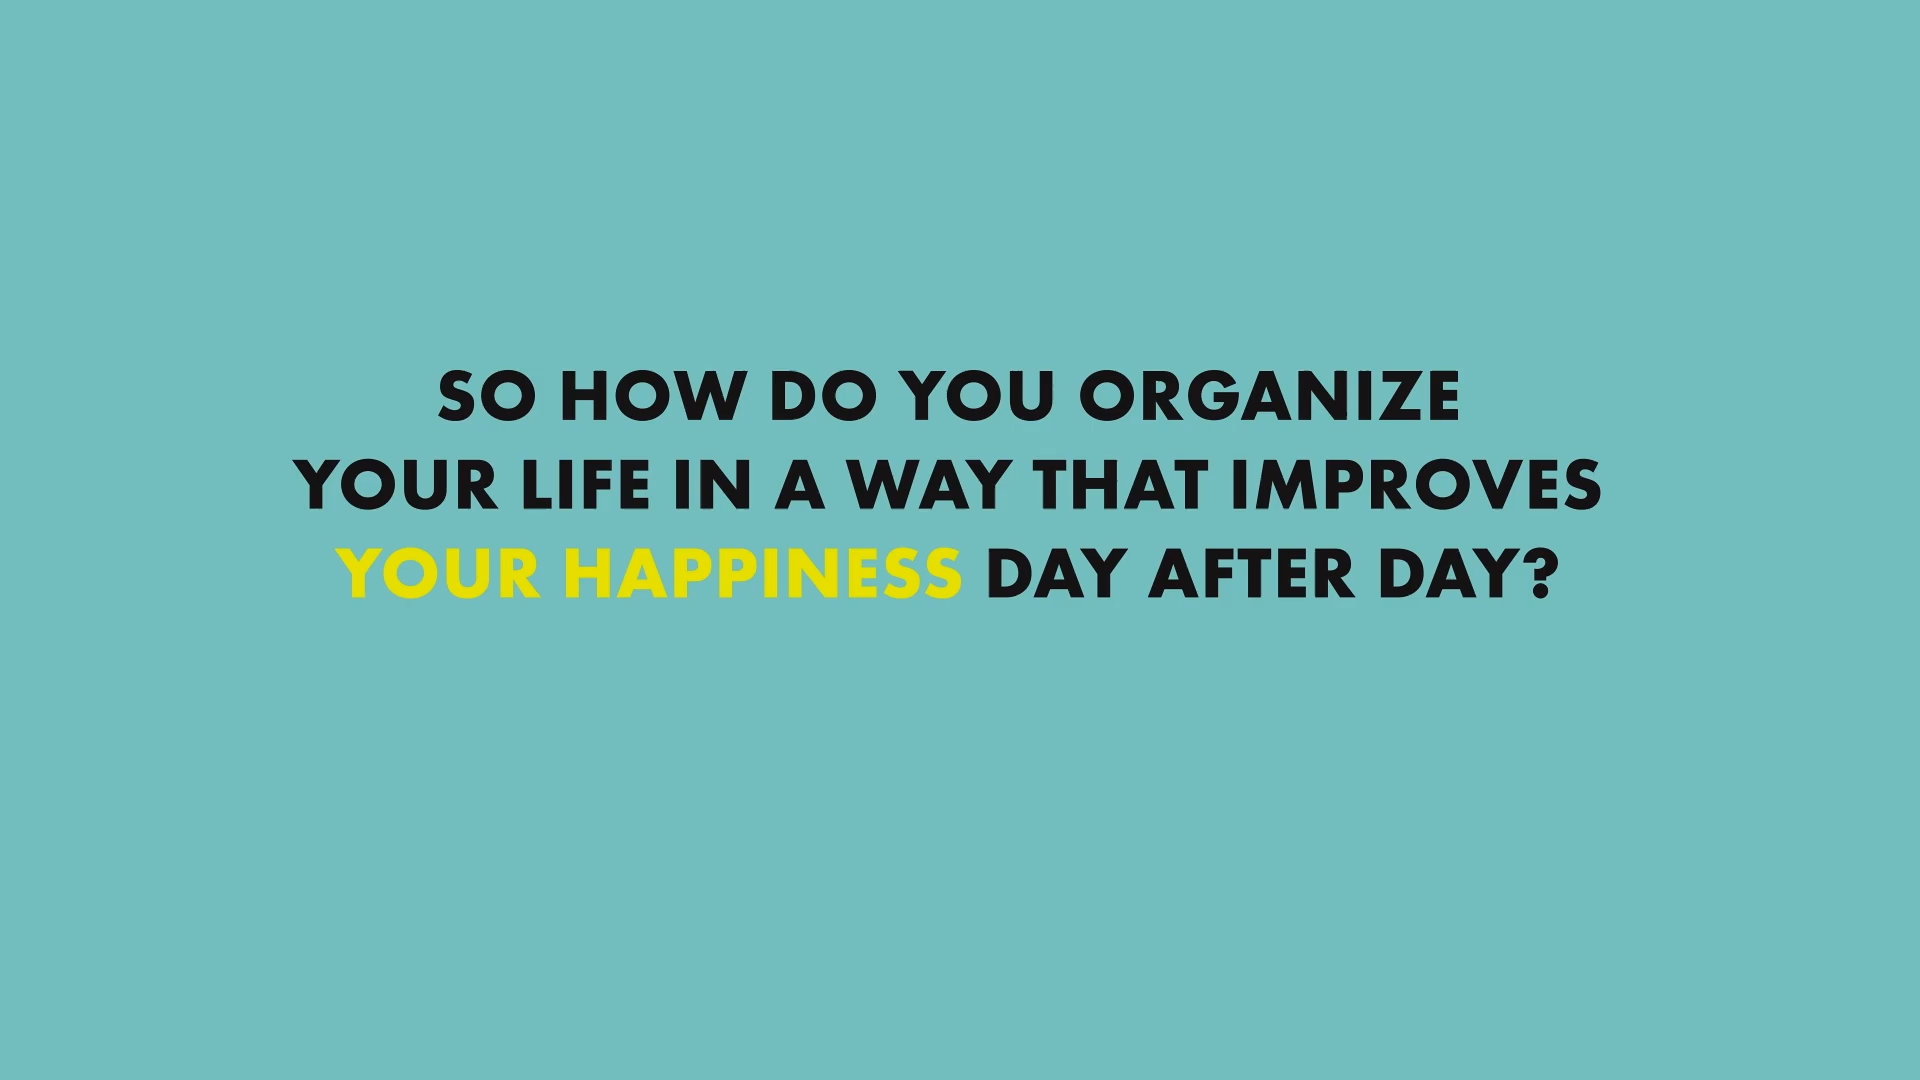 SO HOW DO YOU ORGANIZE
YOUR LIFE IN A WAY THAT IMPROVES
YOUR HAPPINESS DAY AFTER DAY?